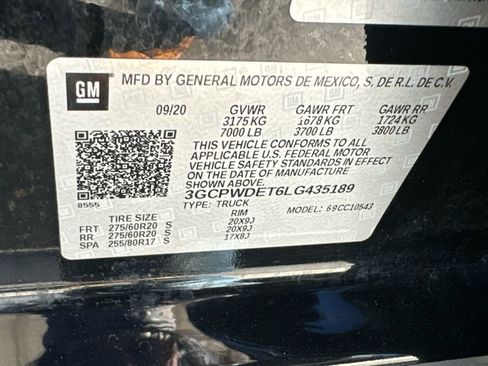 GM
MFD BY GENERAL MOTORS DE MEXICO, S. DE R.L. DE C.V.
09/20 GVWR GAWR FRT GAWR RR
3175 KG 1678 KG 1724 KG
7000 LB 3700 LB 3800 LB
THIS VEHICLE CONFORMS TO ALL
APPLICABLE U.S. FEDERAL MOTOR
VEHICLE SAFETY STANDARDS IN EFFECT
ON THE DATE OF MANUFACTURE
SHOWN ABOVE.
3GCPWDET6LG435189
8555
TYPE: TRUCK MODEL: 69CC10543
TIRE SIZE RIM
FRT 275/60R20 S 20X9J
RR 275/60R20 S 20X9J
SPA 255/80R17 S 17X8J